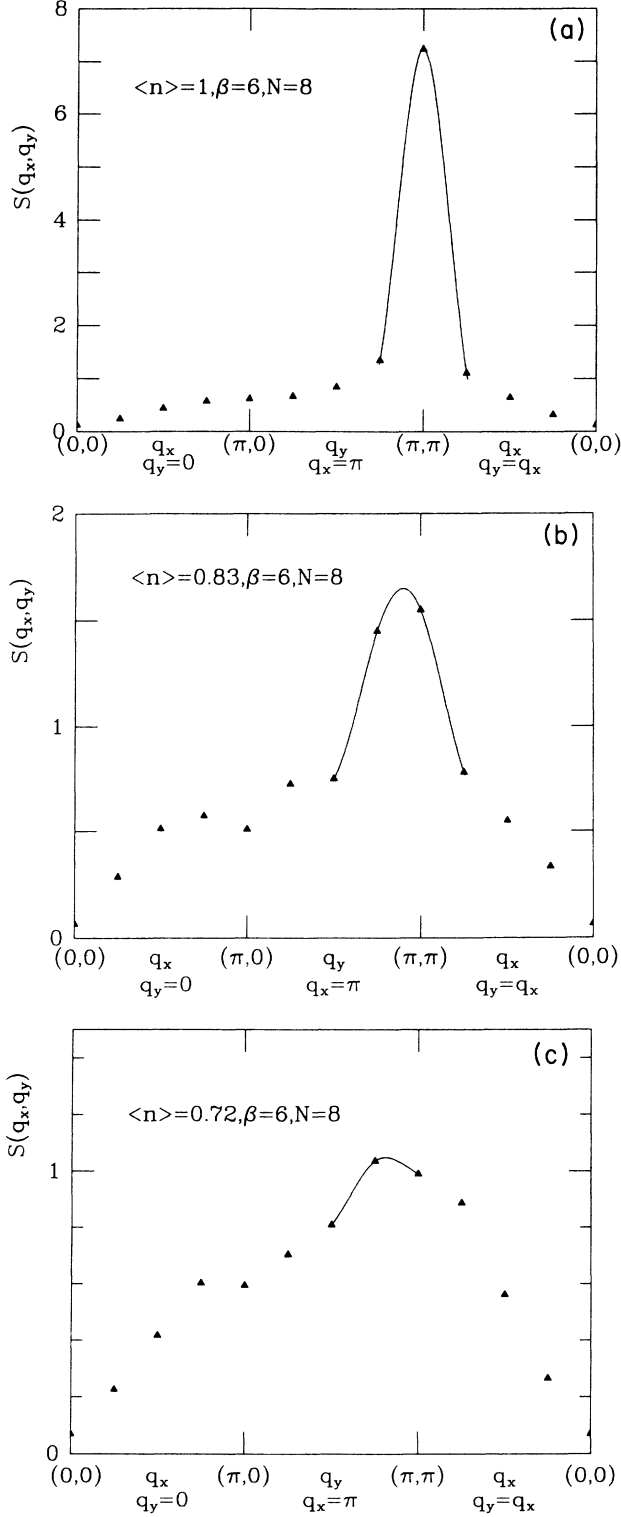 (a)
8
<n>=1,β=6,N=8
6
S(qx,qy)
4
2
0
(0,0) qx (π,0) qy (π,π) qx (0,0)
qy=0 qx=π qy=qx
(b)
2
<n>=0.83,β=6,N=8
S(qx,qy)
1
0
(0,0) qx (π,0) qy (π,π) qx (0,0)
qy=0 qx=π qy=qx
(c)
S(qx,qy)
<n>=0.72,β=6,N=8
1
0
(0,0) qx (π,0) qy (π,π) qx (0,0)
qy=0 qx=π qy=qx